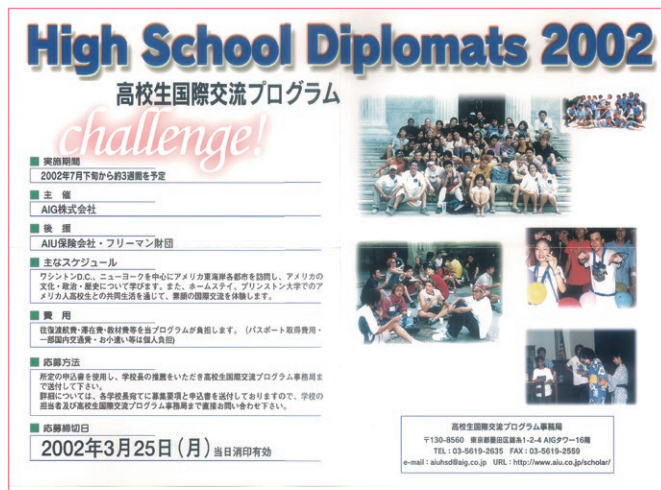 High School Diplomats 2002
高校生国際交流プログラム
challenge!
■ 実施期間
2002年7月下旬から約3週間を予定
■ 主　催
AIG株式会社
■ 後　援
AIU保険会社・フリーマン財団
■ 主なスケジュール
ワシントンD.C.、ニューヨークを中心にアメリカ東海岸各都市を訪問し、アメリカの
文化・政治・歴史について学びます。また、ホームステイ、プリンストン大学でのア
メリカ人高校生との共同生活を通じて、素顔の国際交流を体験します。
■ 費　用
往復渡航費・滞在費・教材費等を当プログラムが負担します。（パスポート取得費用・
一部国内交通費・お小遣い等は個人負担）
■ 応募方法
所定の申込書を使用し、学校長の推薦をいただき高校生国際交流プログラム事務局ま
で送付して下さい。
詳細については、各学校長宛てに募集要項と申込書を送付しておりますので、学校の
担当者及び高校生国際交流プログラム事務局まで直接お問い合わせ下さい。
■ 応募締切日
2002年3月25日（月）当日消印有効
高校生国際交流プログラム事務局
〒130-8560　東京都墨田区錦糸1-2-4 AIGタワー16階
TEL：03-5619-2635　FAX：03-5619-2559
e-mail：aiuhsd@aig.co.jp　URL：http://www.aiu.co.jp/scholar/